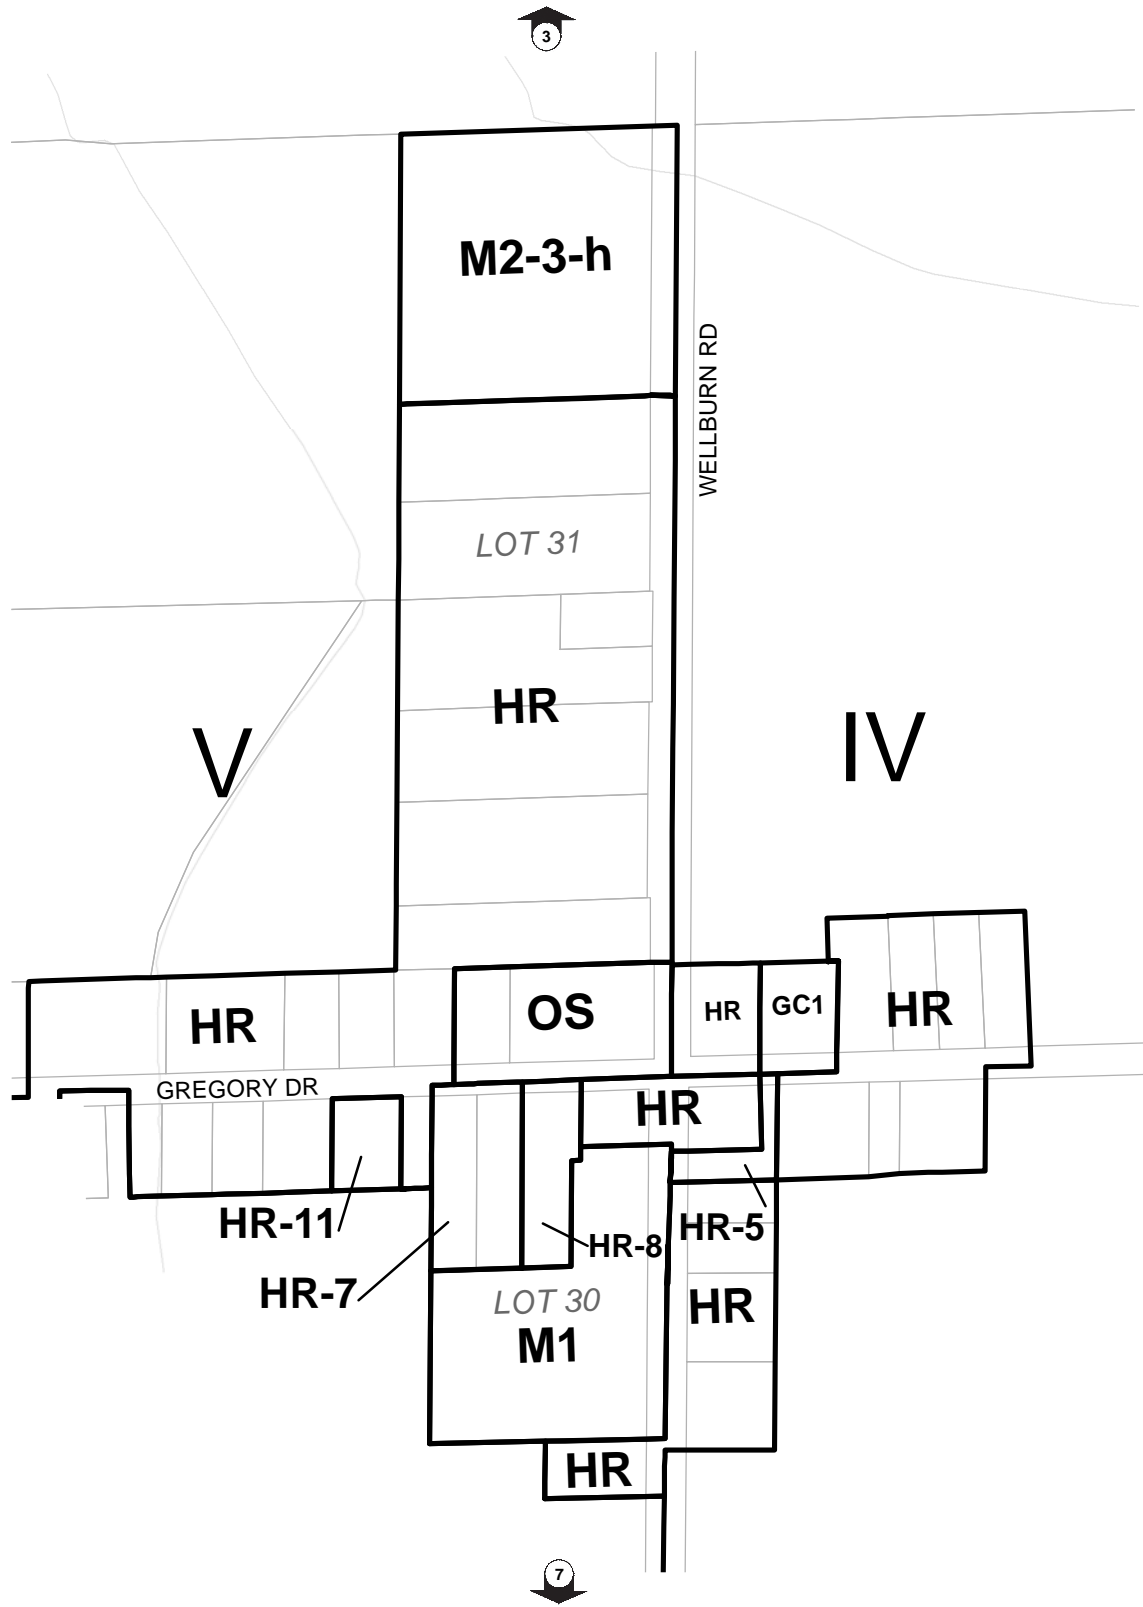 3
M2-3-h
WELLBURN RD
LOT 31
HR
V
IV
HR
OS
HR
GC1
HR
GREGORY DR
HR
HR-11
HR-5
HR-8
HR-7
LOT 30
HR
M1
HR
7